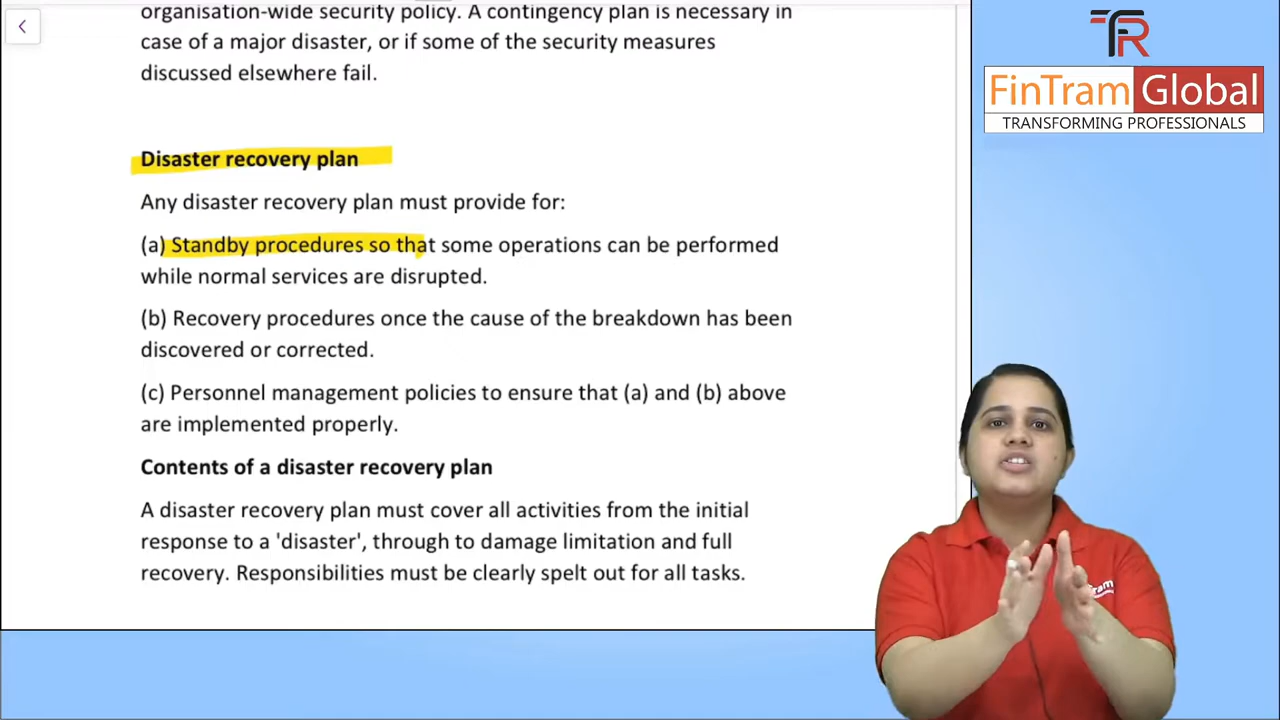 organisation-wide security policy. A contingency plan is necessary in
case of a major disaster, or if some of the security measures
discussed elsewhere fail.
Disaster recovery plan
Any disaster recovery plan must provide for:
(a) Standby procedures so that some operations can be performed
while normal services are disrupted.
(b) Recovery procedures once the cause of the breakdown has been
discovered or corrected.
(c) Personnel management policies to ensure that (a) and (b) above
are implemented properly.
Contents of a disaster recovery plan
A disaster recovery plan must cover all activities from the initial
response to a 'disaster', through to damage limitation and full
recovery. Responsibilities must be clearly spelt out for all tasks.
FinTram Global
TRANSFORMING PROFESSIONALS